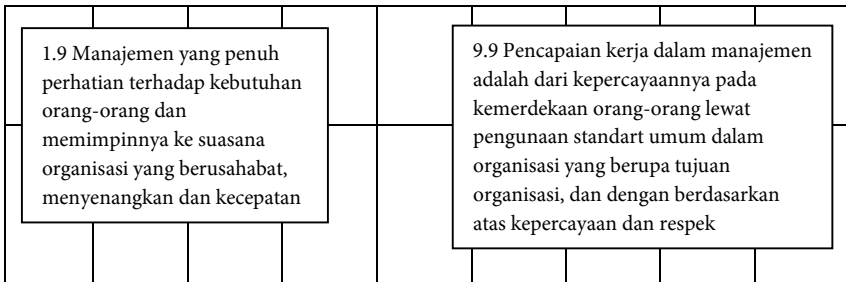 1.9 Manajemen yang penuh
perhatian terhadap kebutuhan
orang-orang dan
memimpinnya ke suasana
organisasi yang berusahabat,
menyenangkan dan kecepatan
9.9 Pencapaian kerja dalam manajemen
adalah dari kepercayaannya pada
kemerdekaan orang-orang lewat
pengunaan standart umum dalam
organisasi yang berupa tujuan
organisasi, dan dengan berdasarkan
atas kepercayaan dan respek